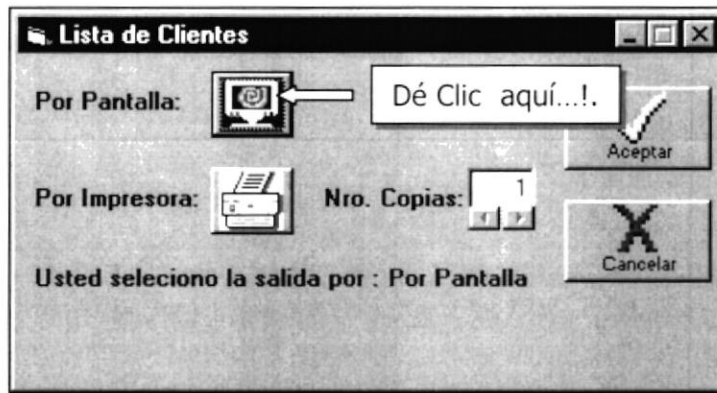 Lista de Clientes
Por Pantalla:
Dé Clic aquí...!.
Aceptar
Por Impresora:
Nro. Copias:
1
Cancelar
Usted selecciono la salida por : Por Pantalla